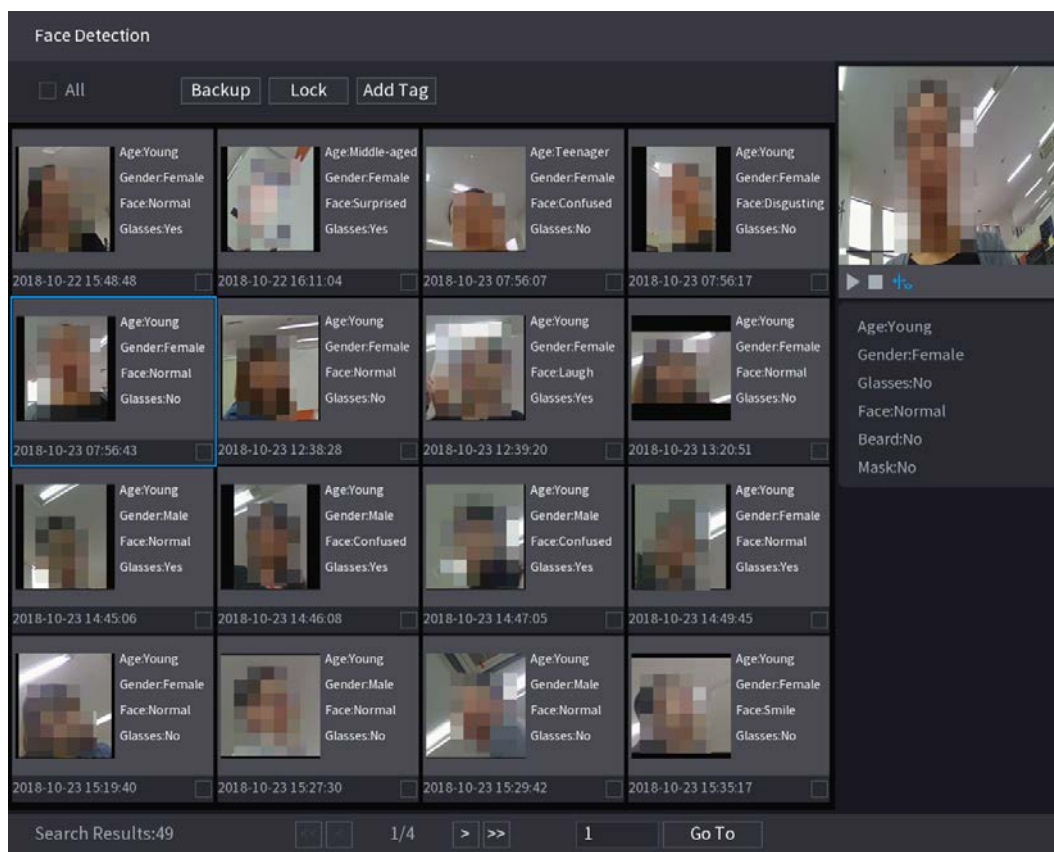 Face Detection
All
Backup
Lock
Add Tag
Age:Young
Gender:Female
Face:Normal
Glasses:Yes
2018-10-22 15:48:48
Age:Middle-aged
Gender:Female
Face:Surprised
Glasses:Yes
2018-10-22 16:11:04
Age:Teenager
Gender:Female
Face:Confused
Glasses:No
2018-10-23 07:56:07
Age:Young
Gender:Female
Face:Disgusting
Glasses:No
2018-10-23 07:56:17
Age:Young
Gender:Female
Face:Normal
Glasses:No
2018-10-23 07:56:43
Age:Young
Gender:Female
Face:Normal
Glasses:No
2018-10-23 12:38:28
Age:Young
Gender:Female
Face:Laugh
Glasses:Yes
2018-10-23 12:39:20
Age:Young
Gender:Female
Face:Normal
Glasses:No
2018-10-23 13:20:51
Age:Young
Gender:Male
Face:Normal
Glasses:Yes
2018-10-23 14:45:06
Age:Young
Gender:Male
Face:Confused
Glasses:Yes
2018-10-23 14:46:08
Age:Young
Gender:Male
Face:Confused
Glasses:Yes
2018-10-23 14:47:05
Age:Young
Gender:Female
Face:Normal
Glasses:Yes
2018-10-23 14:49:45
Age:Young
Gender:Female
Face:Normal
Glasses:No
2018-10-23 15:19:40
Age:Young
Gender:Male
Face:Normal
Glasses:No
2018-10-23 15:27:30
Age:Young
Gender:Male
Face:Normal
Glasses:No
2018-10-23 15:29:42
Age:Young
Gender:Female
Face:Smile
Glasses:No
2018-10-23 15:35:17
Age:Young
Gender:Female
Glasses:No
Face:Normal
Beard:No
Mask:No
Search Results:49
<< < 1/4 > >> 1 Go To